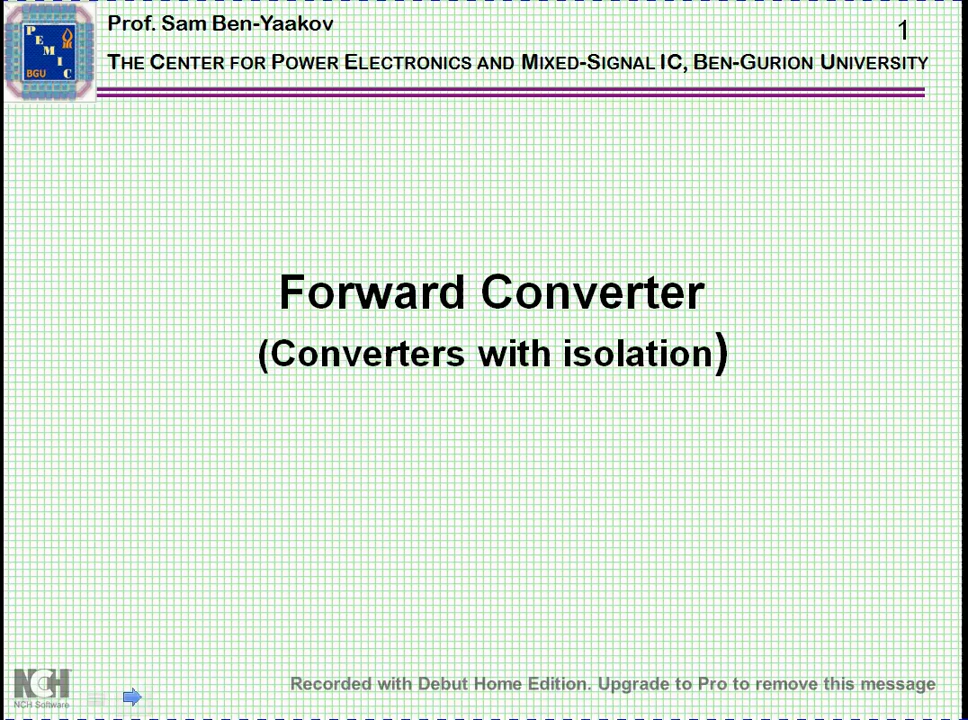 P
E
M
I
C
BGU
Prof. Sam Ben-Yaakov
1
THE CENTER FOR POWER ELECTRONICS AND MIXED-SIGNAL IC, BEN-GURION UNIVERSITY
Forward Converter
(Converters with isolation)
NCH
NCH Software
Recorded with Debut Home Edition. Upgrade to Pro to remove this message